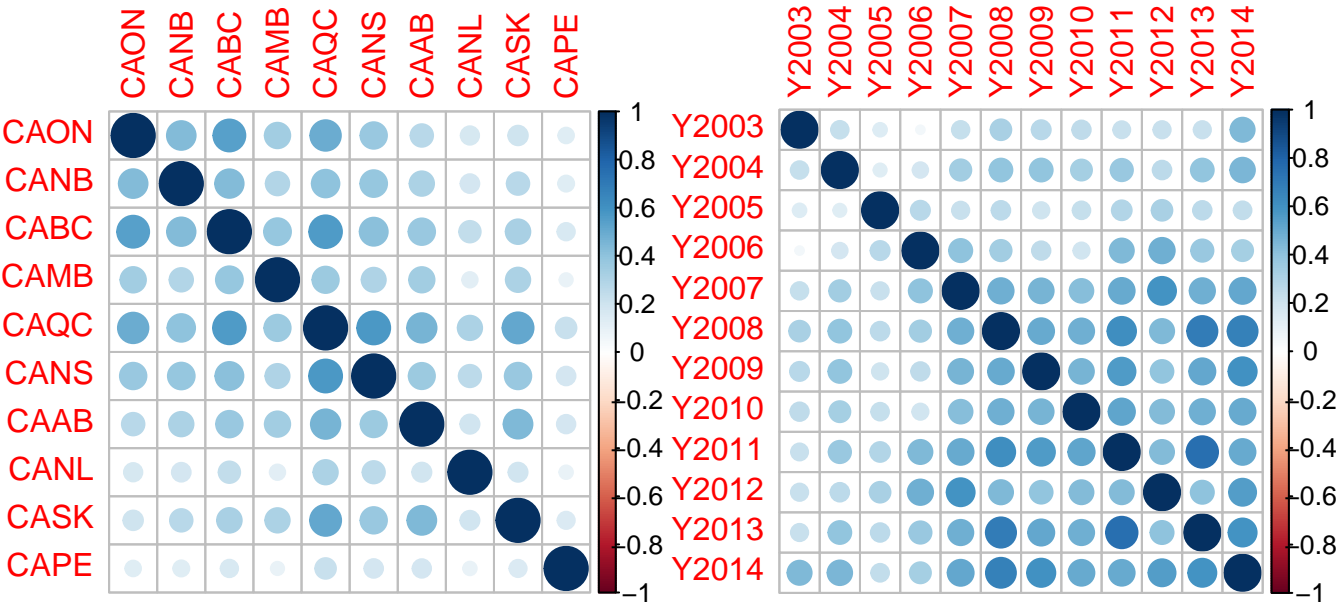 CAON CANB CABC CAMB CAQC CANS CAAB CANL CASK CAPE
CAON
CANB
CABC
CAMB
CAQC
CANS
CAAB
CANL
CASK
CAPE
1
0.8
0.6
0.4
0.2
0
-0.2
-0.4
-0.6
-0.8
-1
Y2003 Y2004 Y2005 Y2006 Y2007 Y2008 Y2009 Y2010 Y2011 Y2012 Y2013 Y2014
Y2003
Y2004
Y2005
Y2006
Y2007
Y2008
Y2009
Y2010
Y2011
Y2012
Y2013
Y2014
1
0.8
0.6
0.4
0.2
0
-0.2
-0.4
-0.6
-0.8
-1